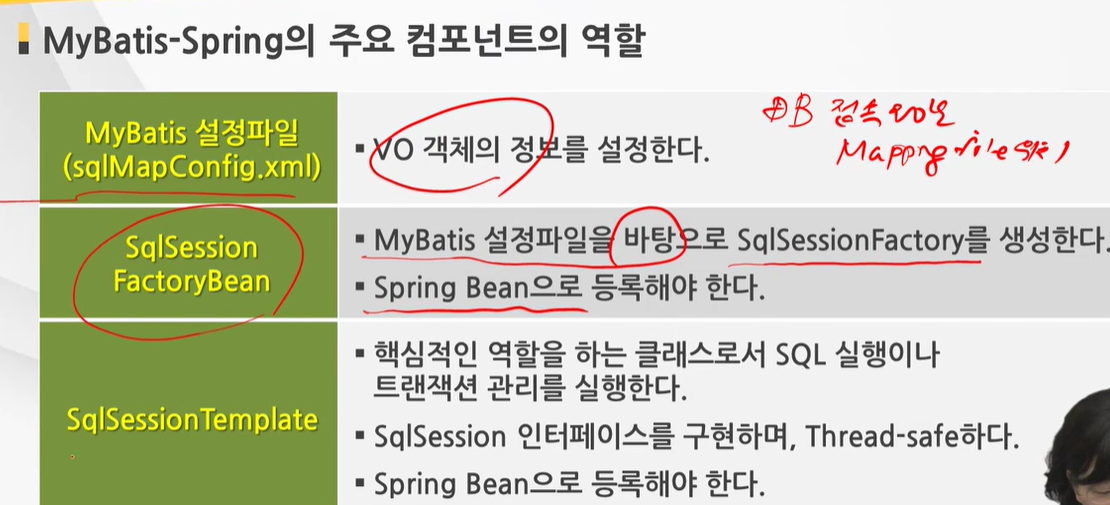 MyBatis-Spring의 주요 컴포넌트의 역할
MyBatis 설정파일
(sqlMapConfig.xml)
▪ VO 객체의 정보를 설정한다.
DB 접속
Mapping file 위치
SqlSession
FactoryBean
▪ MyBatis 설정파일을 바탕으로 SqlSessionFactory를 생성한다.
▪ Spring Bean으로 등록해야 한다.
SqlSessionTemplate
▪ 핵심적인 역할을 하는 클래스로서 SQL 실행이나
트랜잭션 관리를 실행한다.
▪ SqlSession 인터페이스를 구현하며, Thread-safe하다.
▪ Spring Bean으로 등록해야 한다.